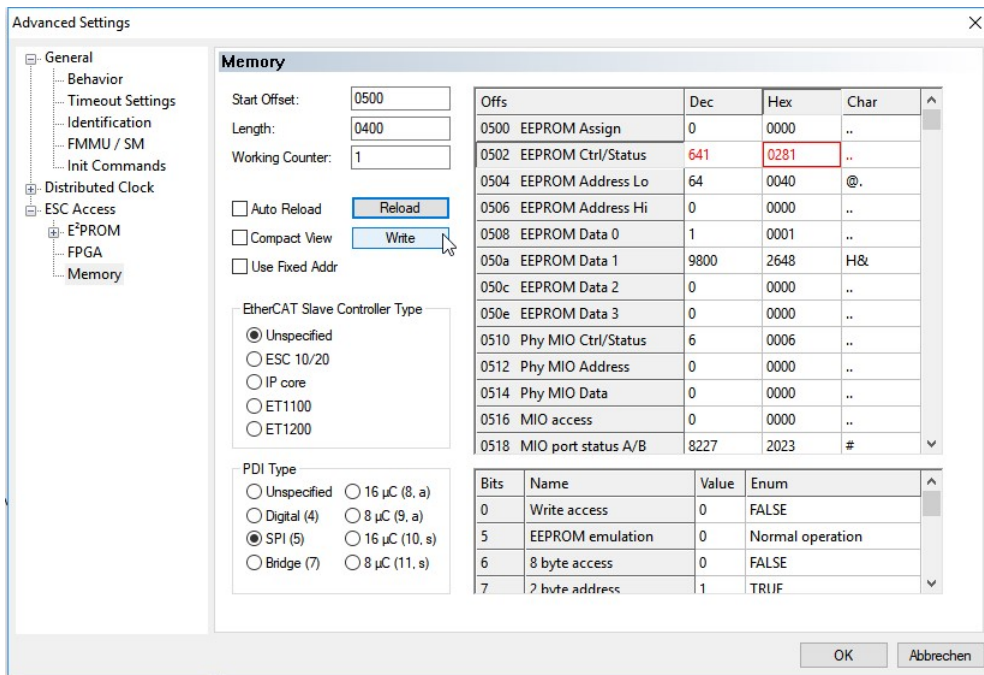 Advanced Settings
General
Behavior
Timeout Settings
Identification
FMMU / SM
Init Commands
Distributed Clock
ESC Access
E²PROM
FPGA
Memory
Memory
Start Offset: 0500
Length: 0400
Working Counter: 1
Auto Reload Reload
Compact View Write
Use Fixed Addr
EtherCAT Slave Controller Type
Unspecified
ESC 10/20
IP core
ET1100
ET1200
PDI Type
Unspecified 16 µC (8, a)
Digital (4) 8 µC (9, a)
SPI (5) 16 µC (10, s)
Bridge (7) 8 µC (11, s)
Offs Dec Hex Char
0500 EEPROM Assign 0 0000 ..
0502 EEPROM Ctrl/Status 641 0281 ..
0504 EEPROM Address Lo 64 0040 @.
0506 EEPROM Address Hi 0 0000 ..
0508 EEPROM Data 0 1 0001 ..
050a EEPROM Data 1 9800 2648 H&
050c EEPROM Data 2 0 0000 ..
050e EEPROM Data 3 0 0000 ..
0510 Phy MIO Ctrl/Status 6 0006 ..
0512 Phy MIO Address 0 0000 ..
0514 Phy MIO Data 0 0000 ..
0516 MIO access 0 0000 ..
0518 MIO port status A/B 8227 2023 #
Bits Name Value Enum
0 Write access 0 FALSE
5 EEPROM emulation 0 Normal operation
6 8 byte access 0 FALSE
7 2 byte address 1 TRUE
OK Abbrechen